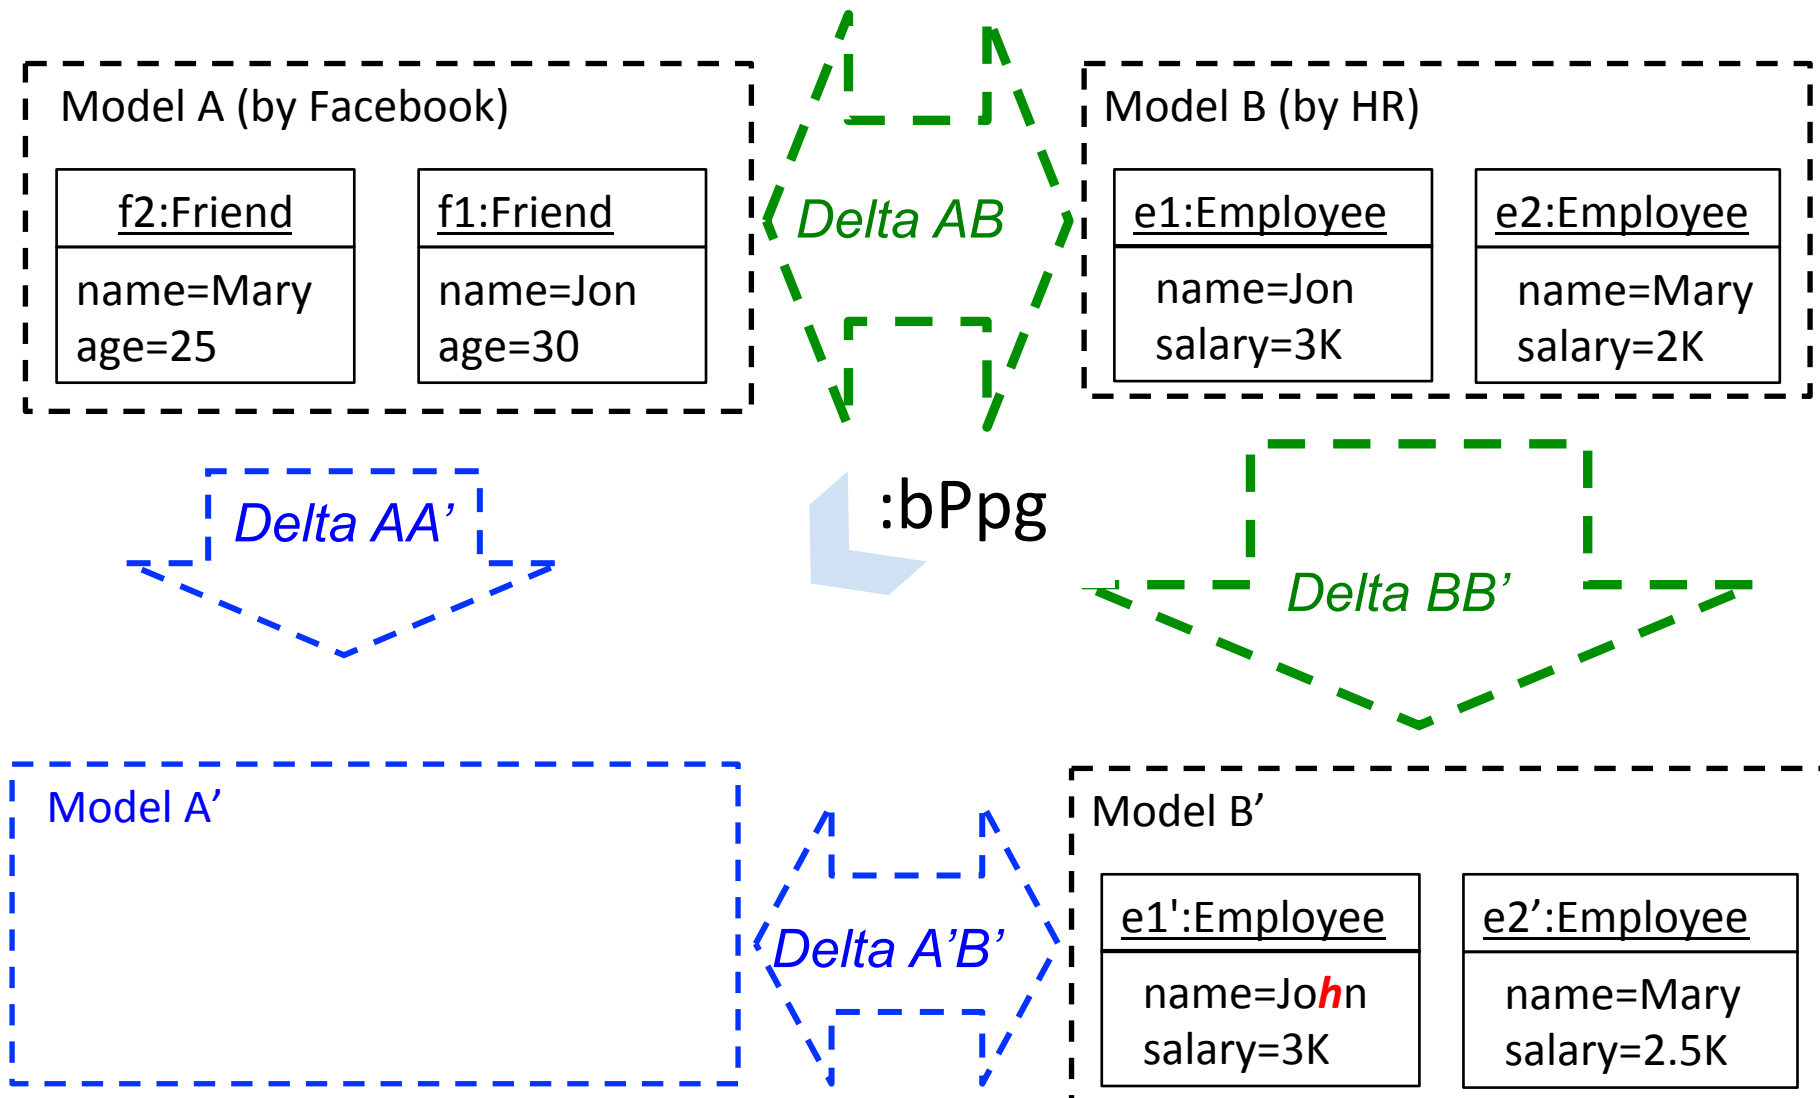 Model A (by Facebook)
f2:Friend
name=Mary
age=25
f1:Friend
name=Jon
age=30
Delta AB
Model B (by HR)
e1:Employee
name=Jon
salary=3K
e2:Employee
name=Mary
salary=2K
Delta AA’
:bPpg
Delta BB’
Model A’
Delta A’B’
Model B’
e1':Employee
name=John
salary=3K
e2’:Employee
name=Mary
salary=2.5K